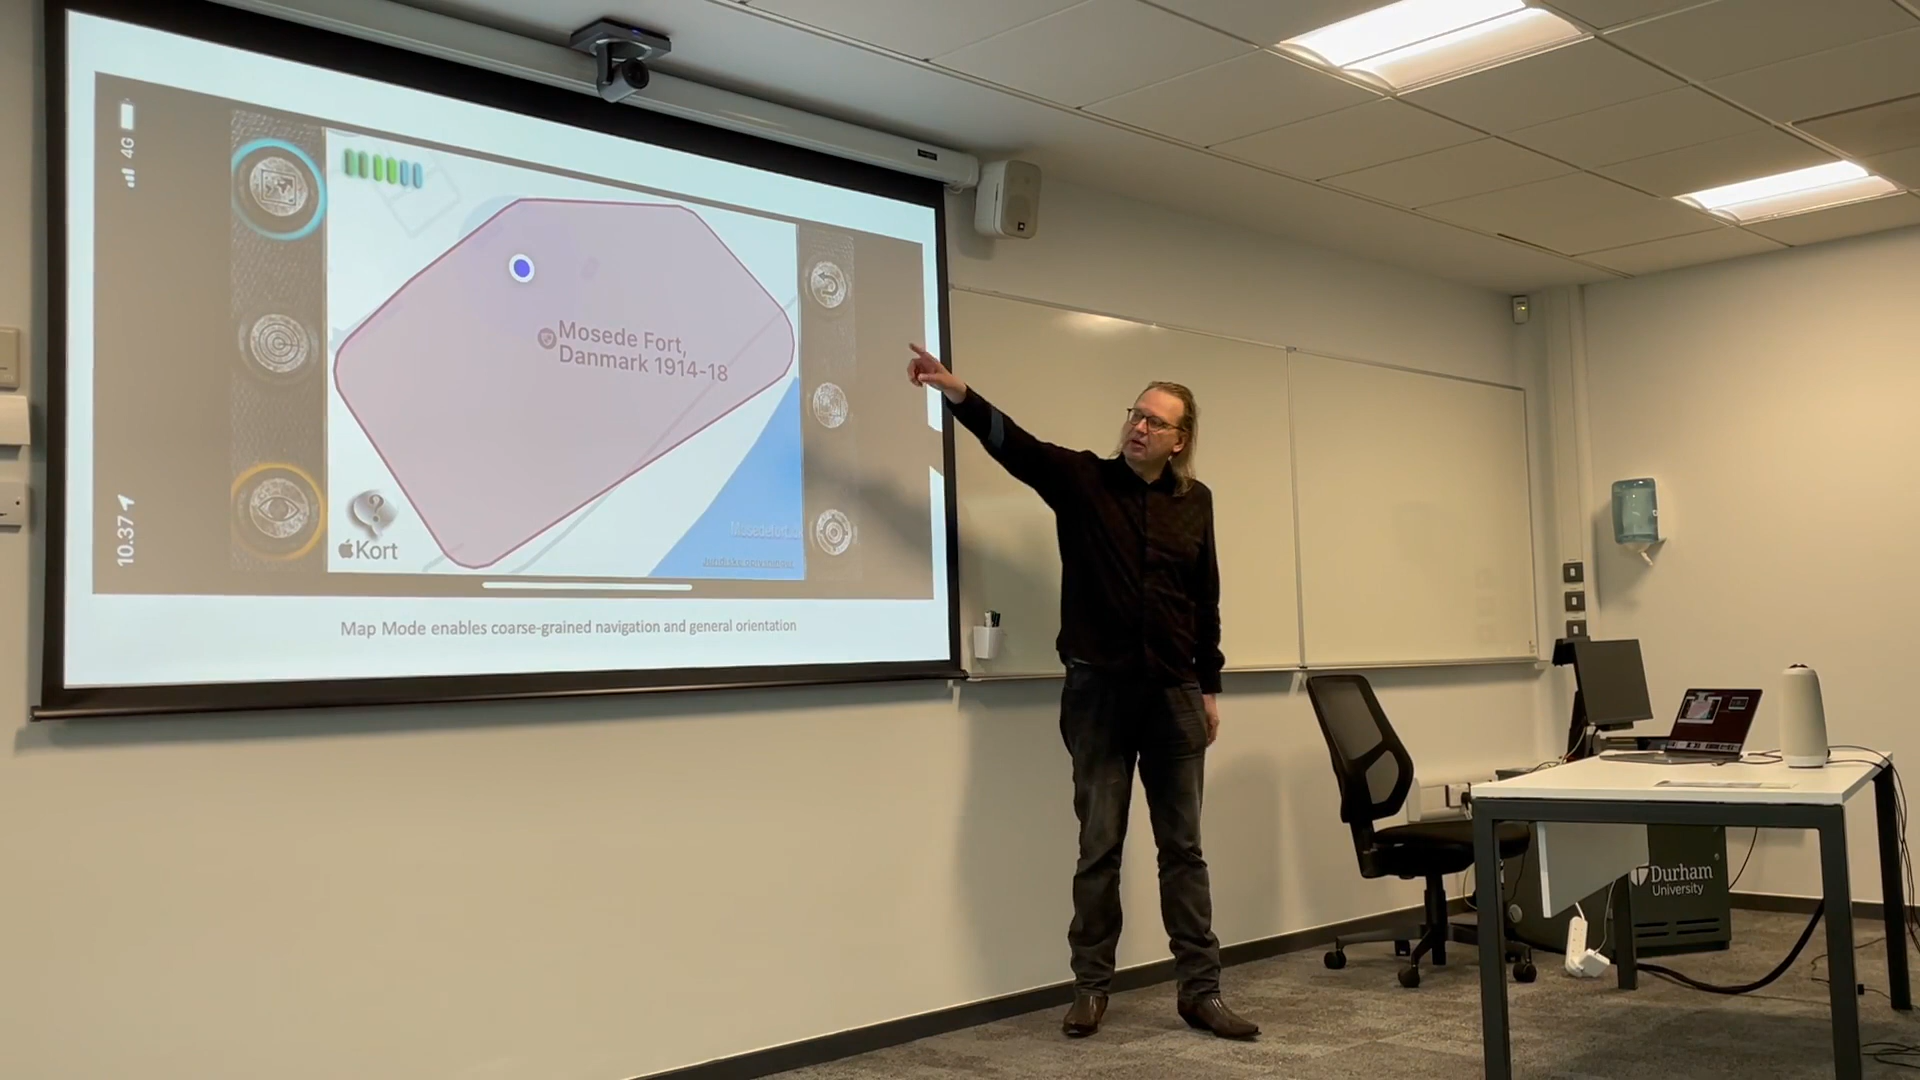 4G
10.37
Mosede Fort,
Danmark 1914-18
Kort
Map Mode enables coarse-grained navigation and general orientation
Durham
University